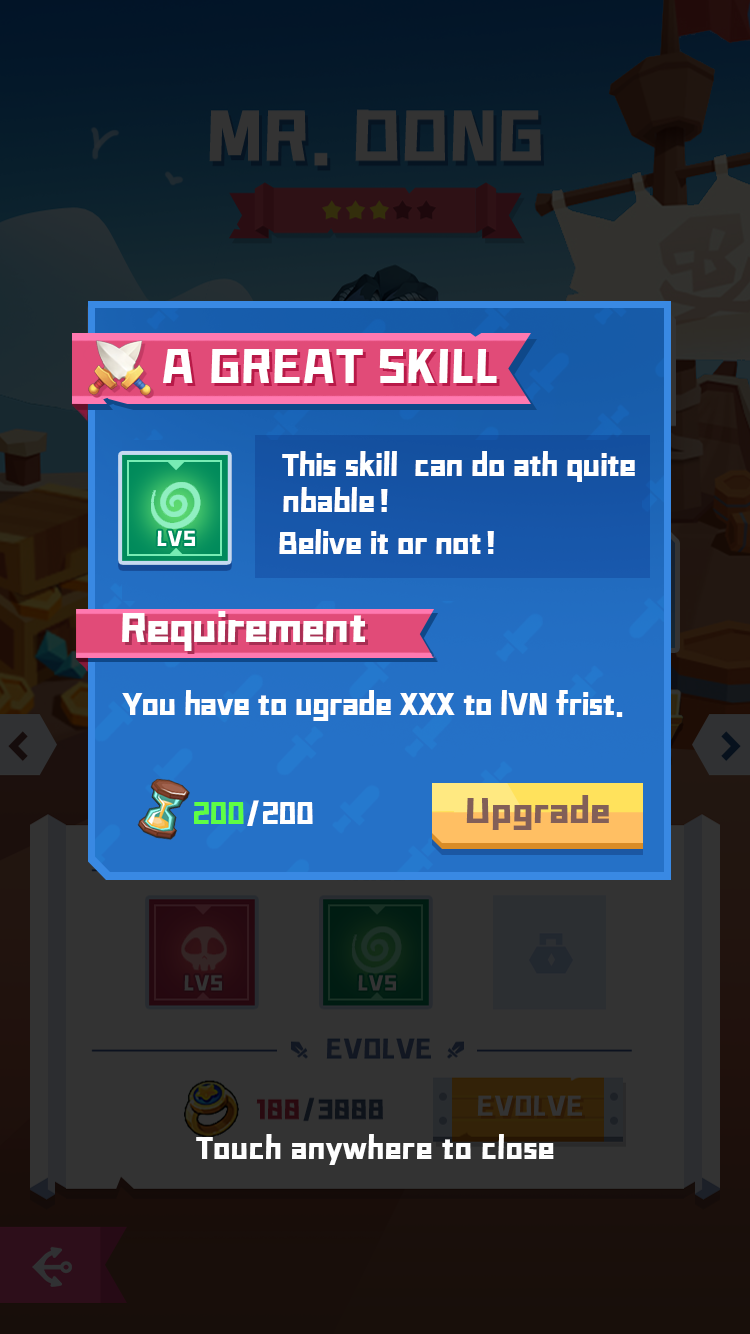 MR. DONG
A GREAT SKILL
This skill can do ath quite
nbable!
LV5
Belive it or not!
Requirement
You have to ugrade XXX to lVN frist.
200/200
Upgrade
LV5
LV5
EVOLVE
188/3888
EVOLVE
Touch anywhere to close